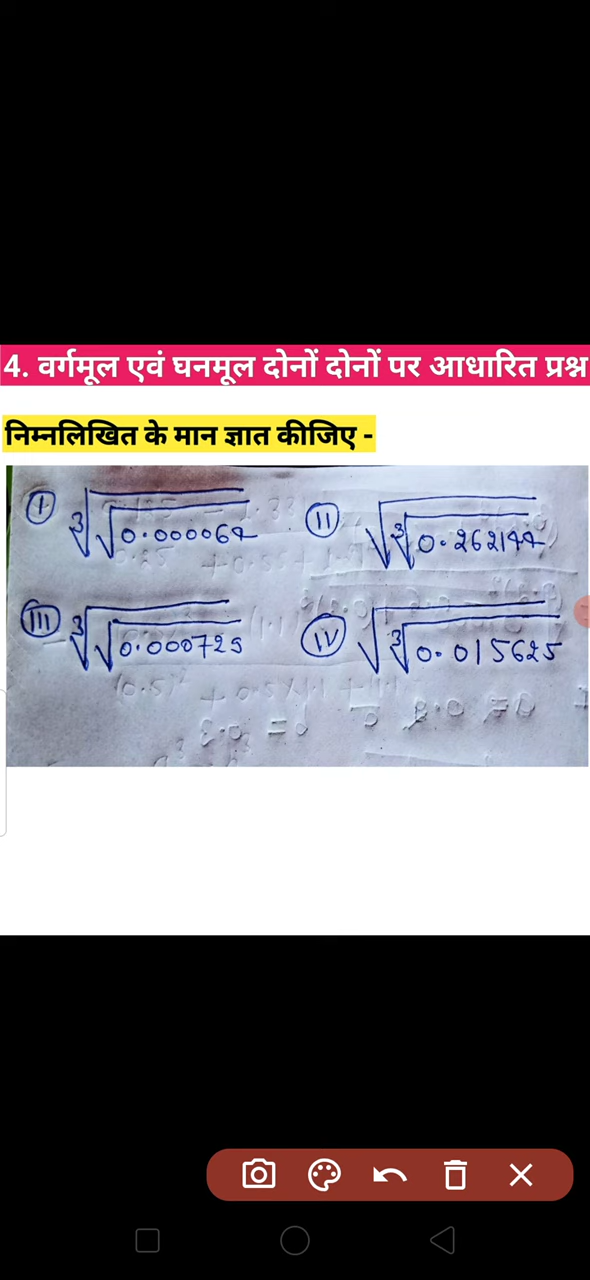 4. वर्गमूल एवं घनमूल दोनों दोनों पर आधारित प्रश्न
निम्नलिखित के मान ज्ञात कीजिए -
(I) ∛√0.000064 (II) √∛0.262144
(III) ∛√0.000729 (IV) √∛0.015625